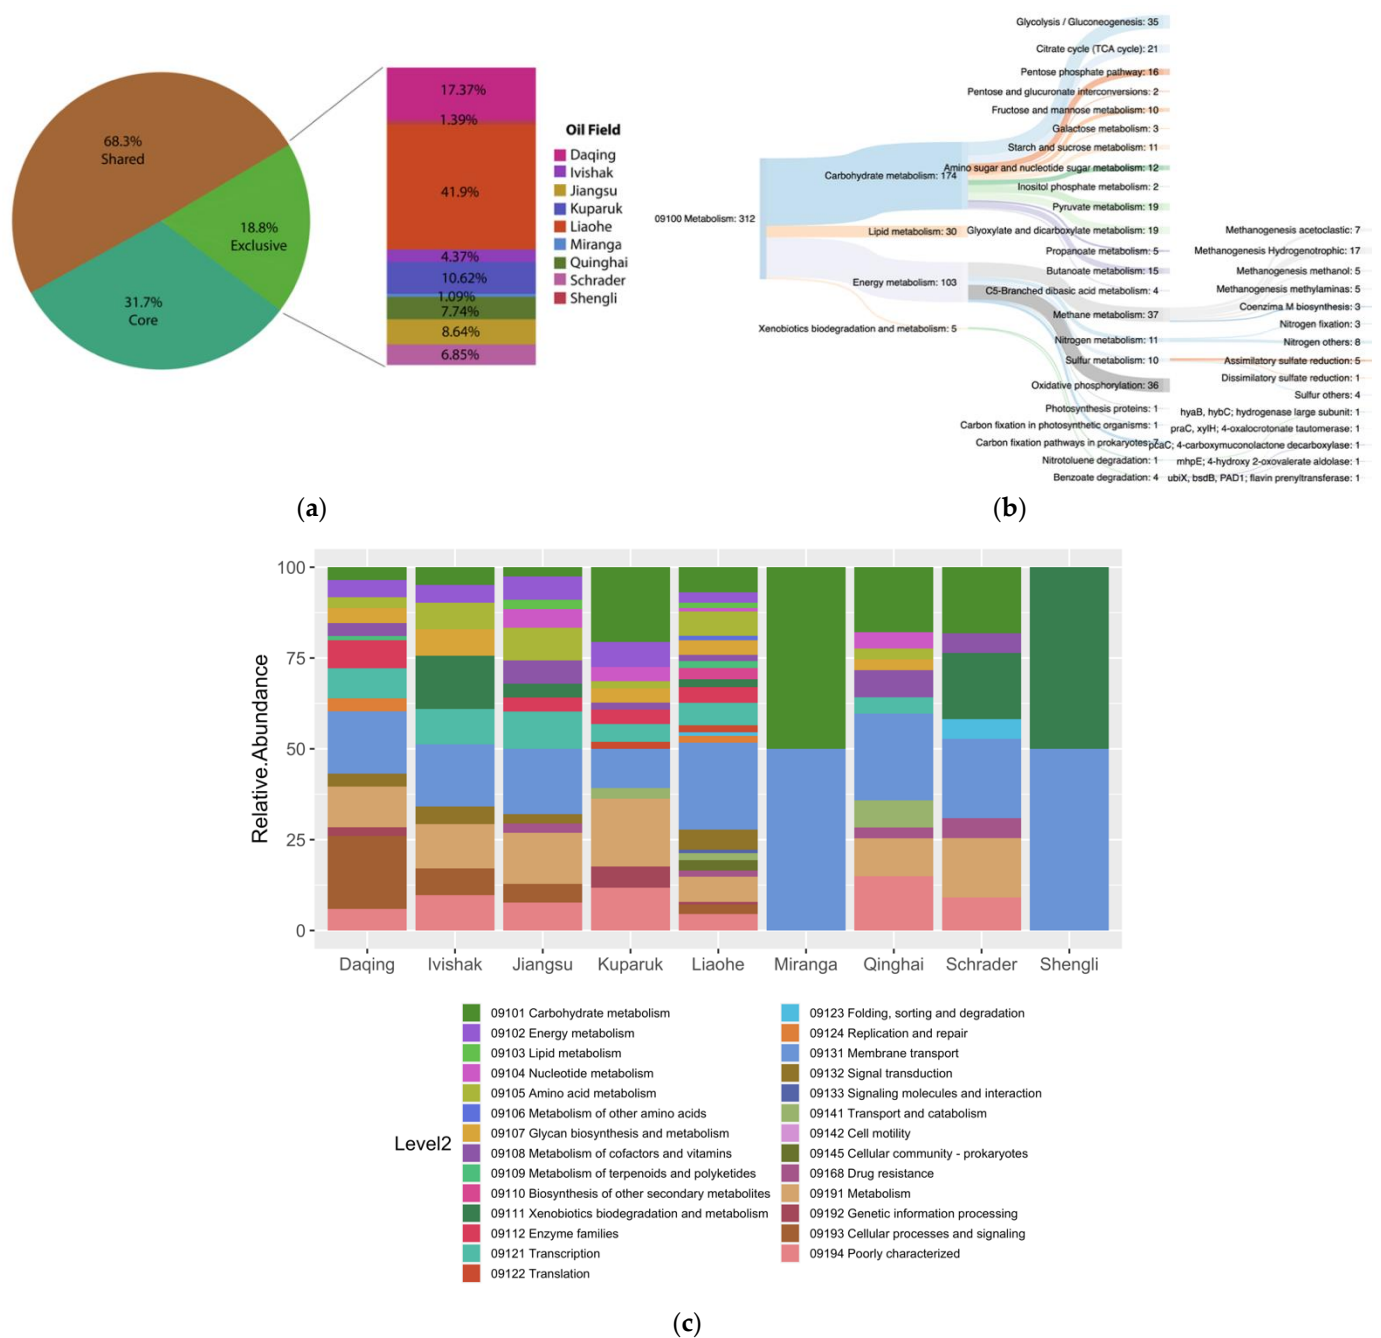 68.3%
Shared
18.8%
Exclusive
31.7%
Core
17.37%
1.39%
41.9%
4.37%
10.62%
1.09%
7.74%
8.64%
6.85%
Oil Field
Daqing
Ivishak
Jiangsu
Kuparuk
Liaohe
Miranga
Quinghai
Schrader
Shengli
(a)
09100 Metabolism: 312
Carbohydrate metabolism: 174
Lipid metabolism: 30
Energy metabolism: 103
Xenobiotics biodegradation and metabolism: 5
Glycolysis / Gluconeogenesis: 35
Citrate cycle (TCA cycle): 21
Pentose phosphate pathway: 16
Pentose and glucuronate interconversions: 2
Fructose and mannose metabolism: 10
Galactose metabolism: 3
Starch and sucrose metabolism: 11
Amino sugar and nucleotide sugar metabolism: 12
Inositol phosphate metabolism: 2
Pyruvate metabolism: 19
Glyoxylate and dicarboxylate metabolism: 19
Propanoate metabolism: 5
Butanoate metabolism: 15
C5-Branched dibasic acid metabolism: 4
Methane metabolism: 37
Nitrogen metabolism: 11
Sulfur metabolism: 10
Oxidative phosphorylation: 36
Photosynthesis proteins: 1
Carbon fixation in photosynthetic organisms: 1
Carbon fixation pathways in prokaryotes: 7
Nitrotoluene degradation: 1
Benzoate degradation: 4
Methanogenesis acetoclastic: 7
Methanogenesis Hydrogenotrophic: 17
Methanogenesis methanol: 5
Methanogenesis methylaminas: 5
Coenzima M biosynthesis: 3
Nitrogen fixation: 3
Nitrogen others: 8
Assimilatory sulfate reduction: 5
Dissimilatory sulfate reduction: 1
Sulfur others: 4
hyaB, hybC; hydrogenase large subunit: 1
praC, xylH; 4-oxalocrotonate tautomerase: 1
pcaC; 4-carboxymuconolactone decarboxylase: 1
mhpE; 4-hydroxy 2-oxovalerate aldolase: 1
ubiX, bsdB, PAD1; flavin prenyltransferase: 1
(b)
Relative.Abundance
100
75
50
25
0
Daqing
Ivishak
Jiangsu
Kuparuk
Liaohe
Miranga
Qinghai
Schrader
Shengli
Level2
09101 Carbohydrate metabolism
09102 Energy metabolism
09103 Lipid metabolism
09104 Nucleotide metabolism
09105 Amino acid metabolism
09106 Metabolism of other amino acids
09107 Glycan biosynthesis and metabolism
09108 Metabolism of cofactors and vitamins
09109 Metabolism of terpenoids and polyketides
09110 Biosynthesis of other secondary metabolites
09111 Xenobiotics biodegradation and metabolism
09112 Enzyme families
09121 Transcription
09122 Translation
09123 Folding, sorting and degradation
09124 Replication and repair
09131 Membrane transport
09132 Signal transduction
09133 Signaling molecules and interaction
09141 Transport and catabolism
09142 Cell motility
09145 Cellular community - prokaryotes
09168 Drug resistance
09191 Metabolism
09192 Genetic information processing
09193 Cellular processes and signaling
09194 Poorly characterized
(c)